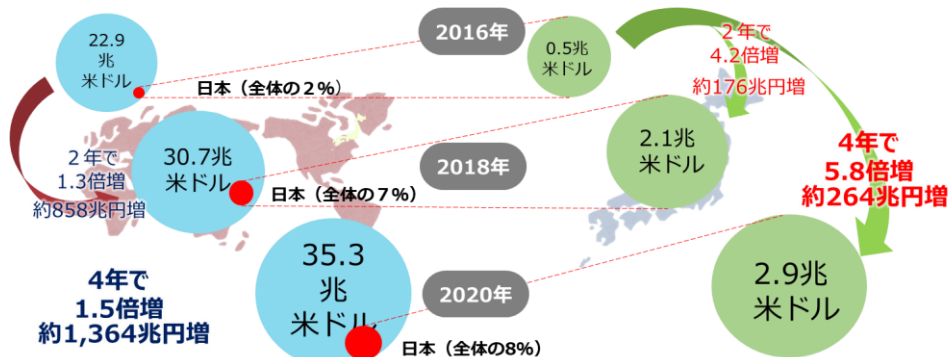 22.9
兆
米ドル
2016年
0.5兆
米ドル
2年で
4.2倍増
約176兆円増
日本（全体の２％）
30.7兆
米ドル
2018年
2.1兆
米ドル
２年で
1.3倍増
約858兆円増
日本（全体の７％）
4年で
5.8倍増
約264兆円増
35.3
兆
米ドル
2020年
2.9兆
米ドル
4年で
1.5倍増
約1,364兆円増
日本（全体の8%）